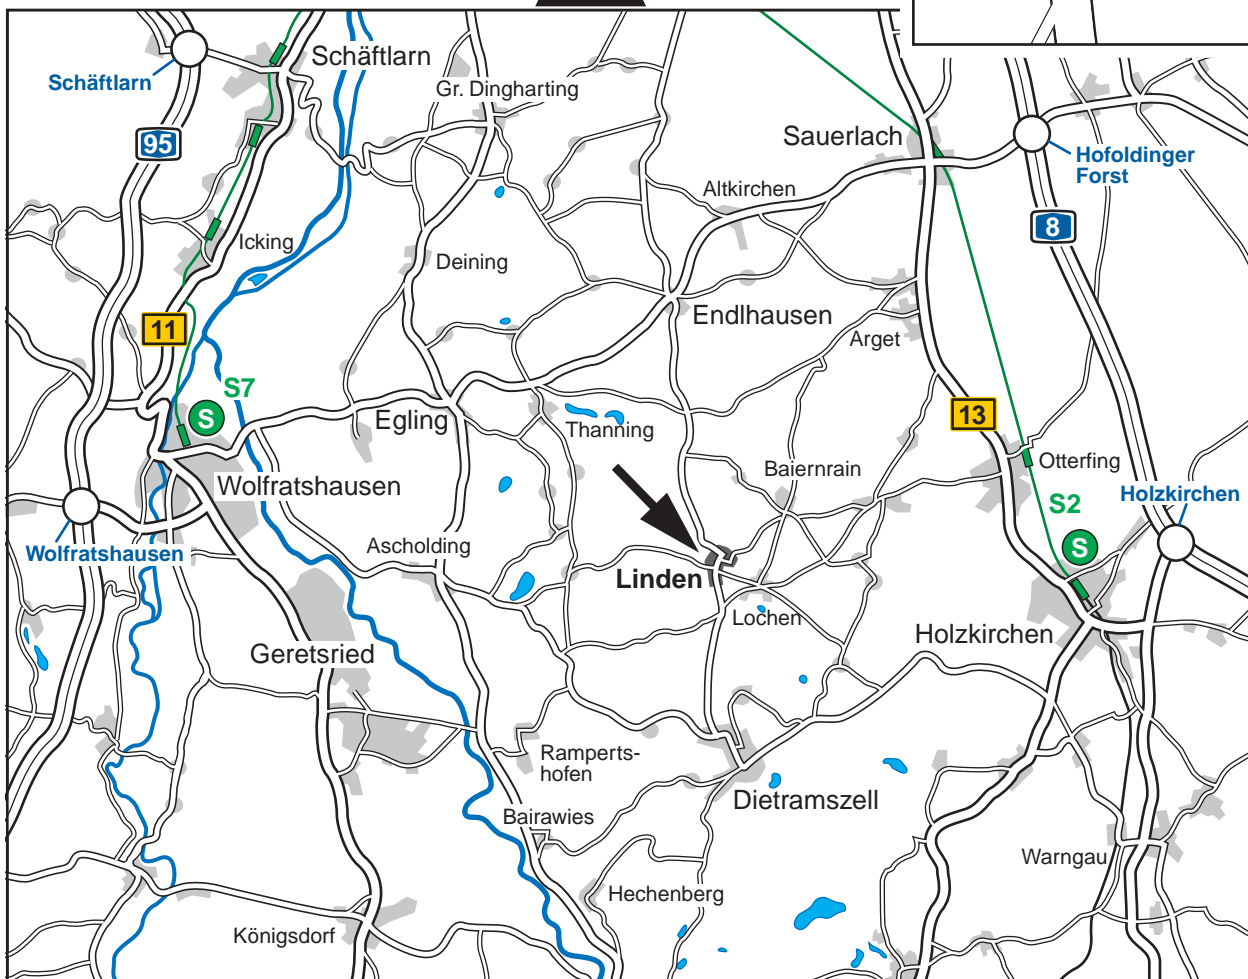 Schäftlarn
Schäftlarn
Gr. Dingharting
95
Sauerlach
Hofoldinger
Forst
Altkirchen
8
Icking
Deining
11
Endlhausen
Arget
S7
S
Egling
Thanning
13
Otterfing
Baiernrain
Wolfratshausen
Holzkirchen
S2
S
Wolfratshausen
Ascholding
Linden
Lochen
Holzkirchen
Geretsried
Ramperts-
hofen
Dietramszell
Bairawies
Warngau
Hechenberg
Königsdorf